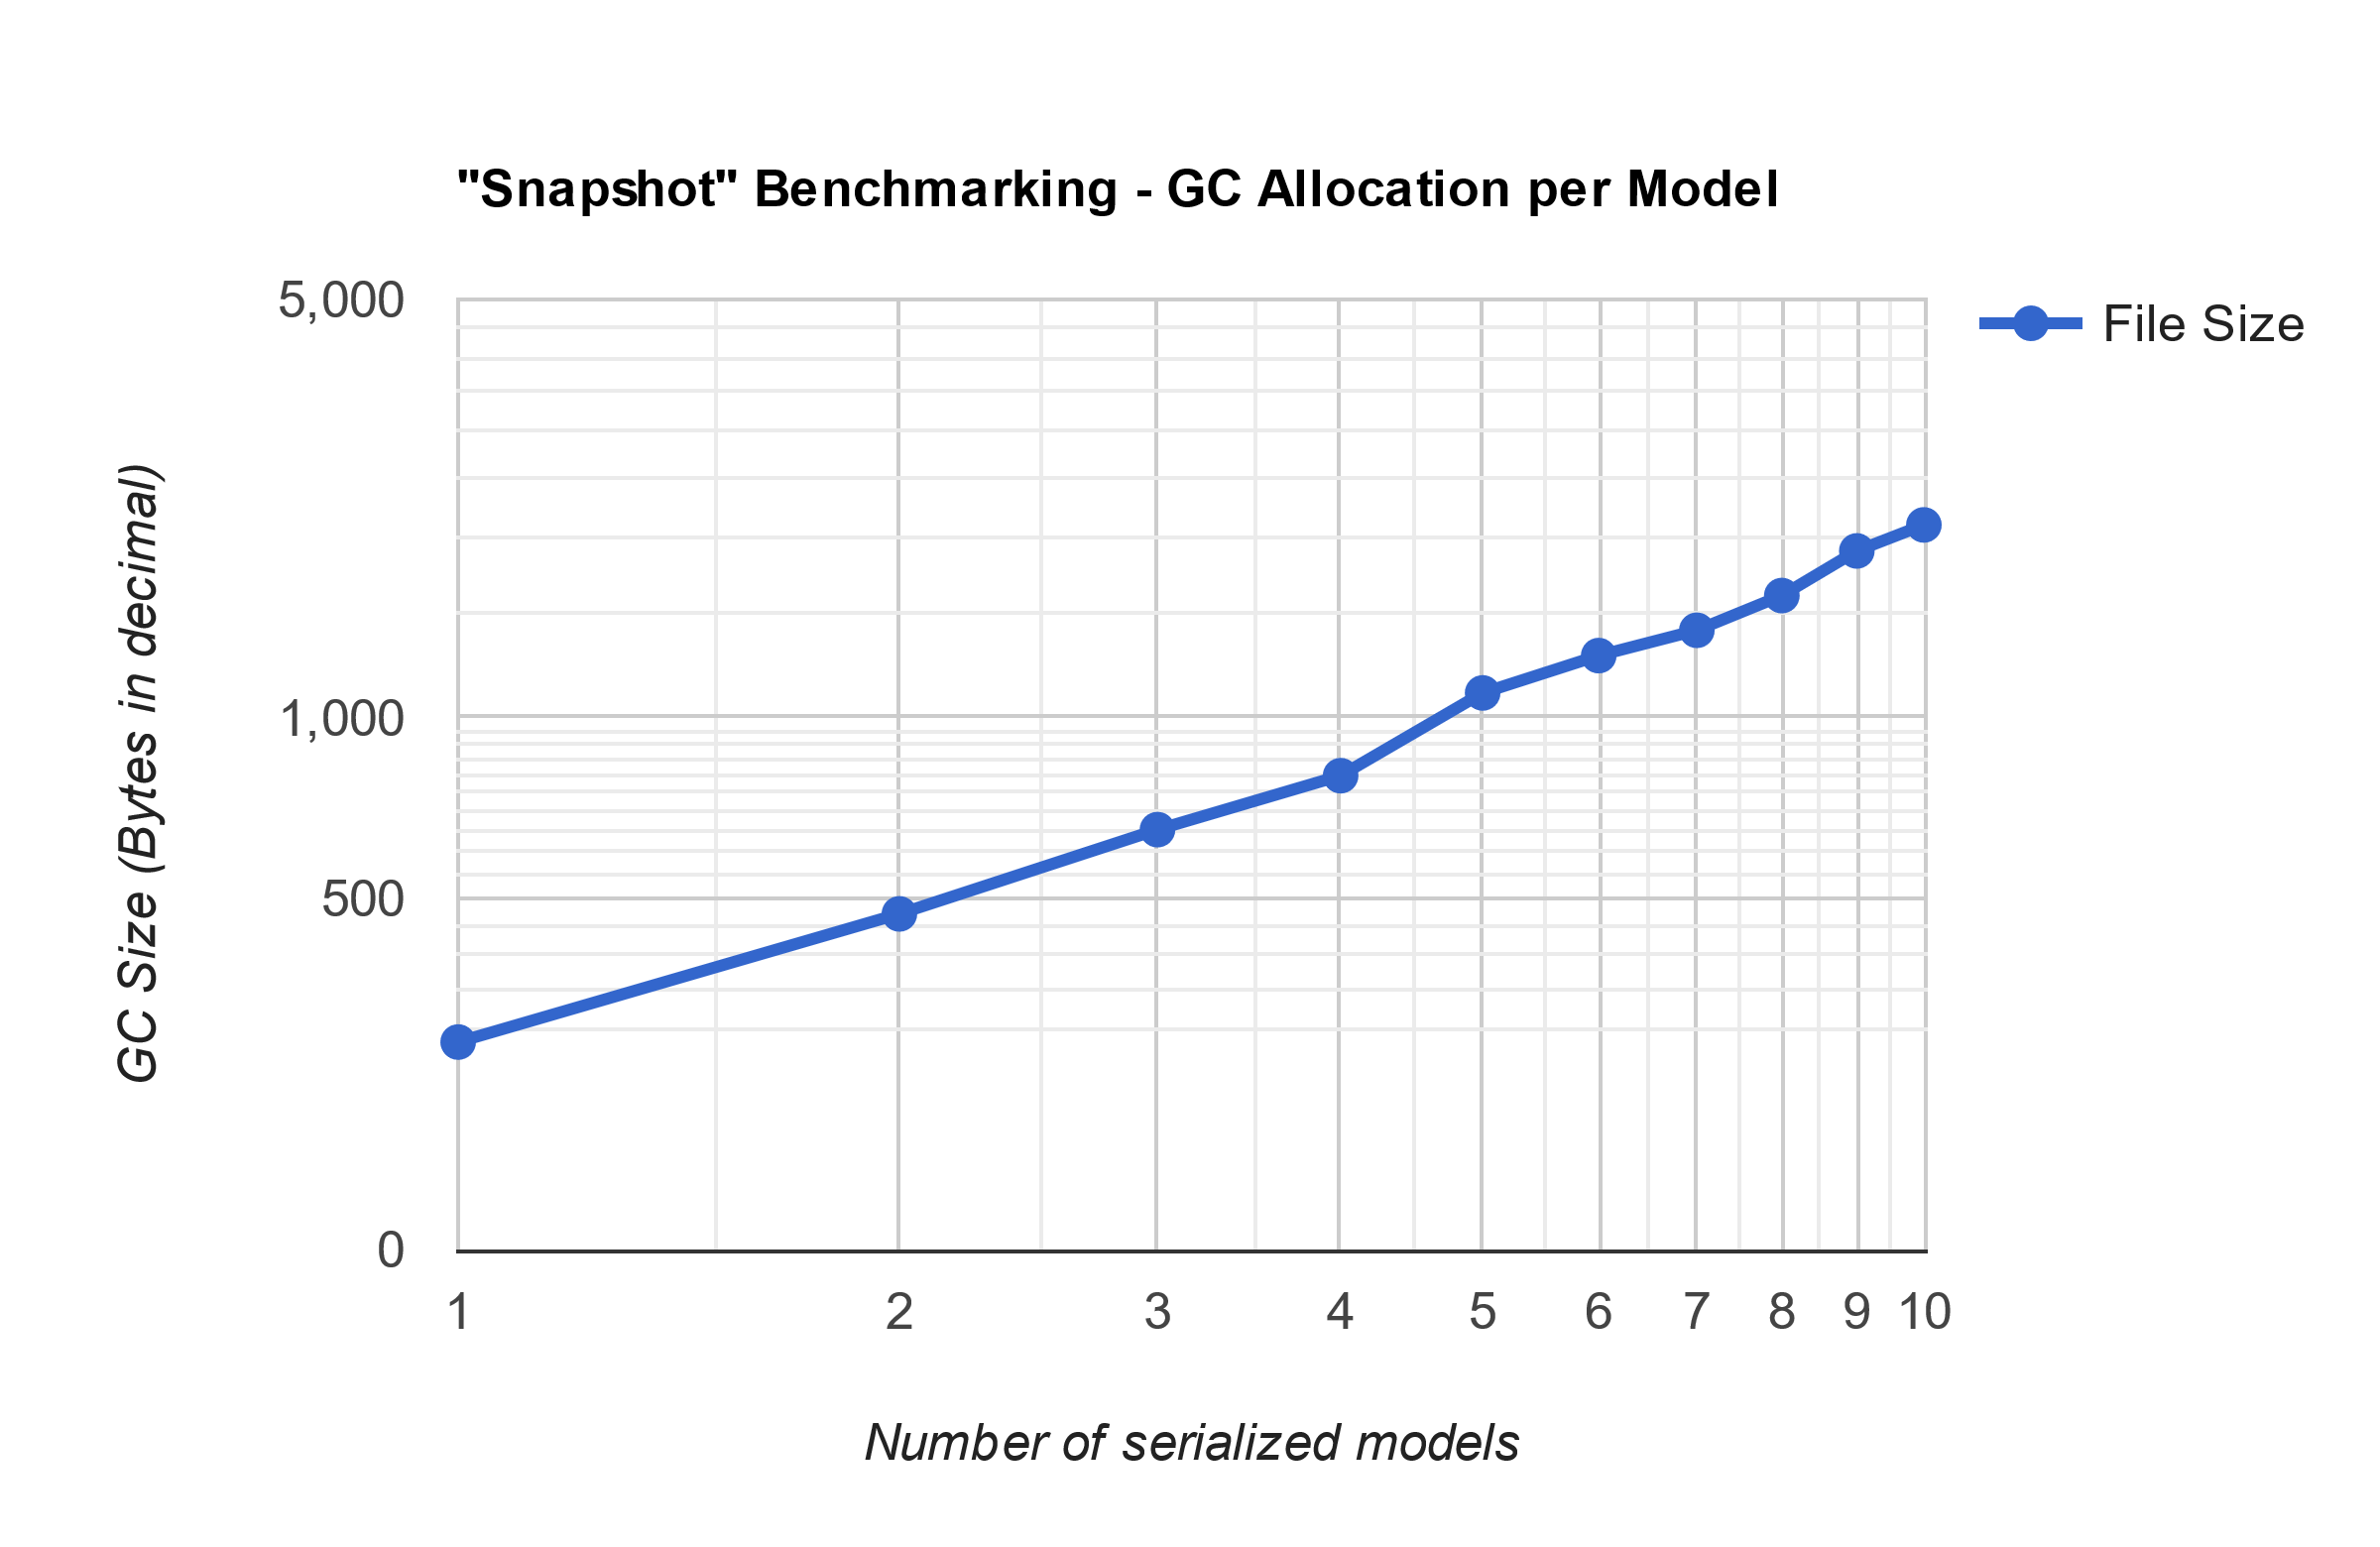 "Snapshot" Benchmarking - GC Allocation per Model
5,000
File Size
1,000
500
0
GC Size (Bytes in decimal)
1 2 3 4 5 6 7 8 9 10
Number of serialized models